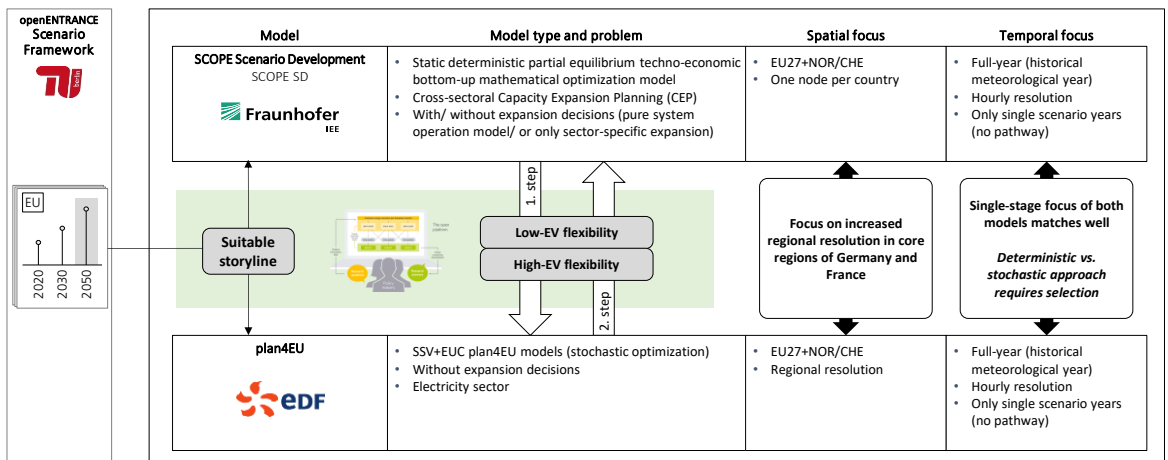 openENTRANCE
Scenario
Framework
berlin
EU
2020
2030
2050
Model
Model type and problem
Spatial focus
Temporal focus
SCOPE Scenario Development
SCOPE SD
Fraunhofer
IEE
• Static deterministic partial equilibrium techno-economic
bottom-up mathematical optimization model
• Cross-sectoral Capacity Expansion Planning (CEP)
• With/ without expansion decisions (pure system
operation model/ or only sector-specific expansion)
• EU27+NOR/CHE
• One node per country
• Full-year (historical
meteorological year)
• Hourly resolution
• Only single scenario years
(no pathway)
Suitable
storyline
1. step
Low-EV flexibility
High-EV flexibility
2. step
Focus on increased
regional resolution in core
regions of Germany and
France
Single-stage focus of both
models matches well
Deterministic vs.
stochastic approach
requires selection
plan4EU
eDF
• SSV+EUC plan4EU models (stochastic optimization)
• Without expansion decisions
• Electricity sector
• EU27+NOR/CHE
• Regional resolution
• Full-year (historical
meteorological year)
• Hourly resolution
• Only single scenario years
(no pathway)